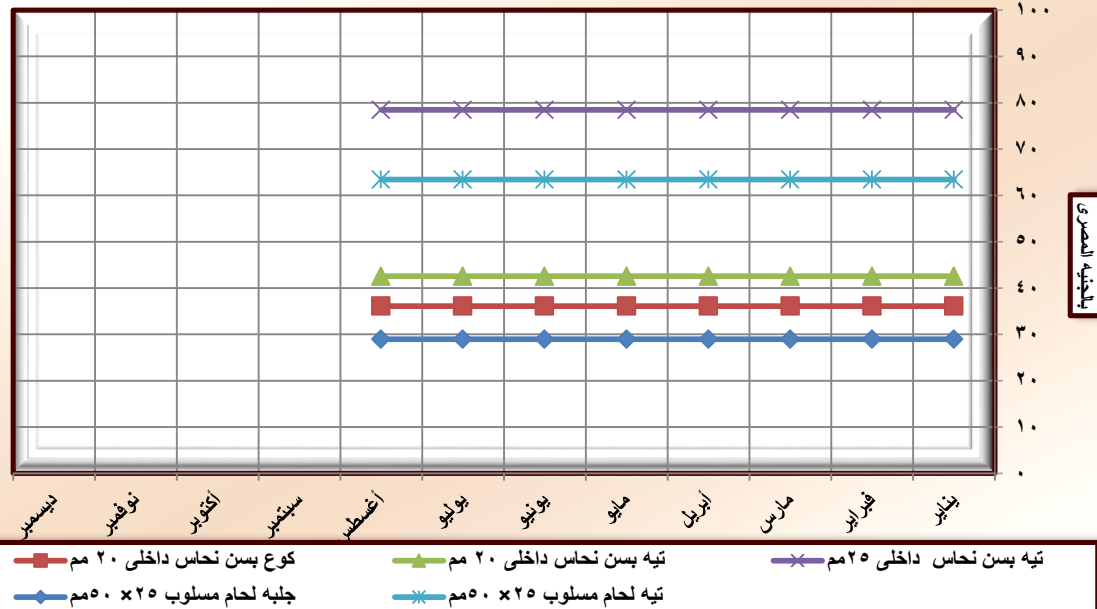 ١٠٠
٩٠
٨٠
٧٠
٦٠
٥٠
٤٠
٣٠
٢٠
١٠
٠
بالجنيه المصرى
يناير
فبراير
مارس
أبريل
مايو
يونيو
يوليو
أغسطس
سبتمبر
أكتوبر
نوفمبر
ديسمبر
تيه بسن نحاس داخلى ٢٥مم
تيه بسن نحاس داخلى ٢٠ مم
كوع بسن نحاس داخلى ٢٠ مم
تيه لحام مسلوب ٢٥× ٥٠مم
جلبه لحام مسلوب ٢٥× ٥٠مم